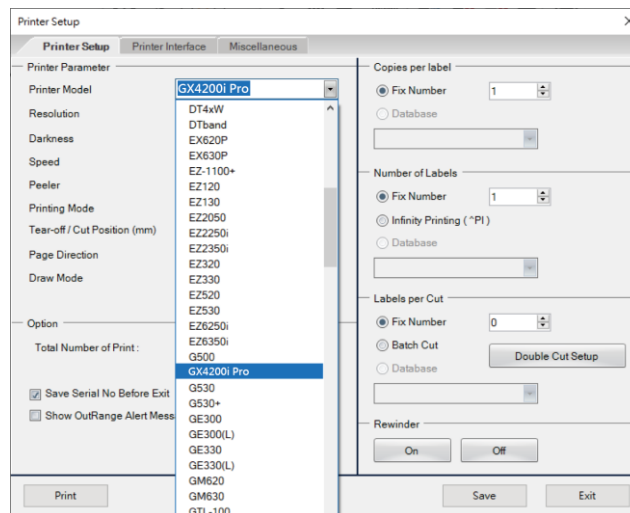 Printer Setup
Printer Setup
Printer Interface
Miscellaneous
Printer Parameter
Printer Model
GX4200i Pro
Resolution
Darkness
Speed
Peeler
Printing Mode
Tear-off / Cut Position (mm)
Page Direction
Draw Mode
DT4xW
DTband
EX620P
EX630P
EZ-1100+
EZ120
EZ130
EZ2050
EZ2250i
EZ2350i
EZ320
EZ330
EZ520
EZ530
EZ6250i
EZ6350i
G500
GX4200i Pro
G530
G530+
GE300
GE300(L)
GE330
GE330(L)
GM620
GM630
GTL-100
Option
Total Number of Print :
Save Serial No Before Exit
Show OutRange Alert Mess
Copies per label
Fix Number
1
Database
Number of Labels
Fix Number
1
Infinity Printing ( ^PI )
Database
Labels per Cut
Fix Number
0
Batch Cut
Double Cut Setup
Database
Rewinder
On
Off
Print
Save
Exit